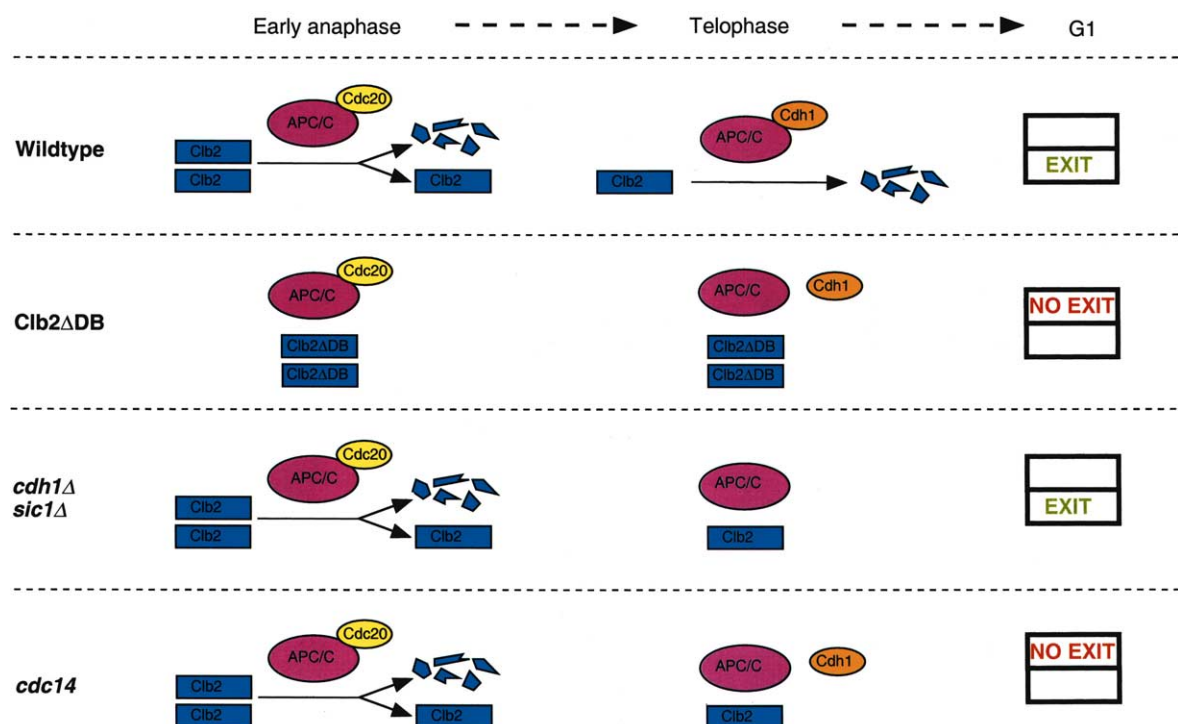 Early anaphase Telophase G1
Cdc20
Cdh1
APC/C APC/C
Wildtype Clb2 EXIT
Clb2 Clb2 Clb2
Cdc20
APC/C APC/C Cdh1
Clb2ΔDB NO EXIT
Clb2ΔDB Clb2ΔDB
Clb2ΔDB Clb2ΔDB
Cdc20
APC/C APC/C
cdh1Δ
sic1Δ Clb2 EXIT
Clb2 Clb2 Clb2
Cdc20
APC/C APC/C Cdh1 NO EXIT
cdc14 Clb2
Clb2 Clb2 Clb2